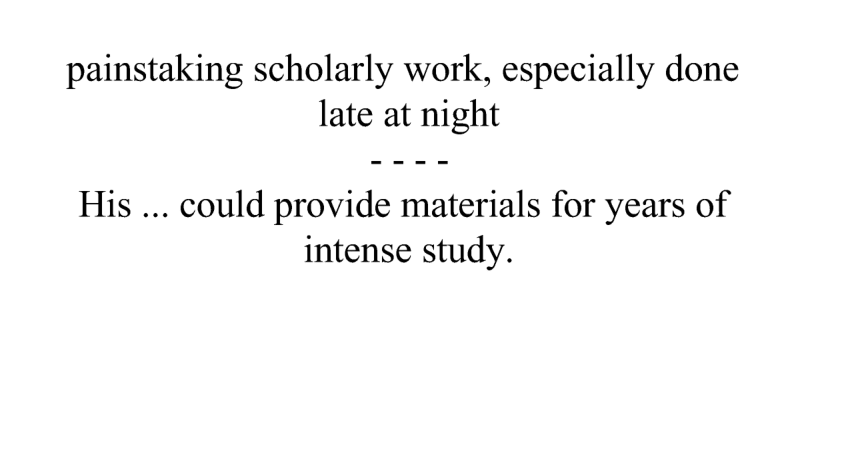 painstaking scholarly work, especially done
late at night
- - - -
His ... could provide materials for years of
intense study.